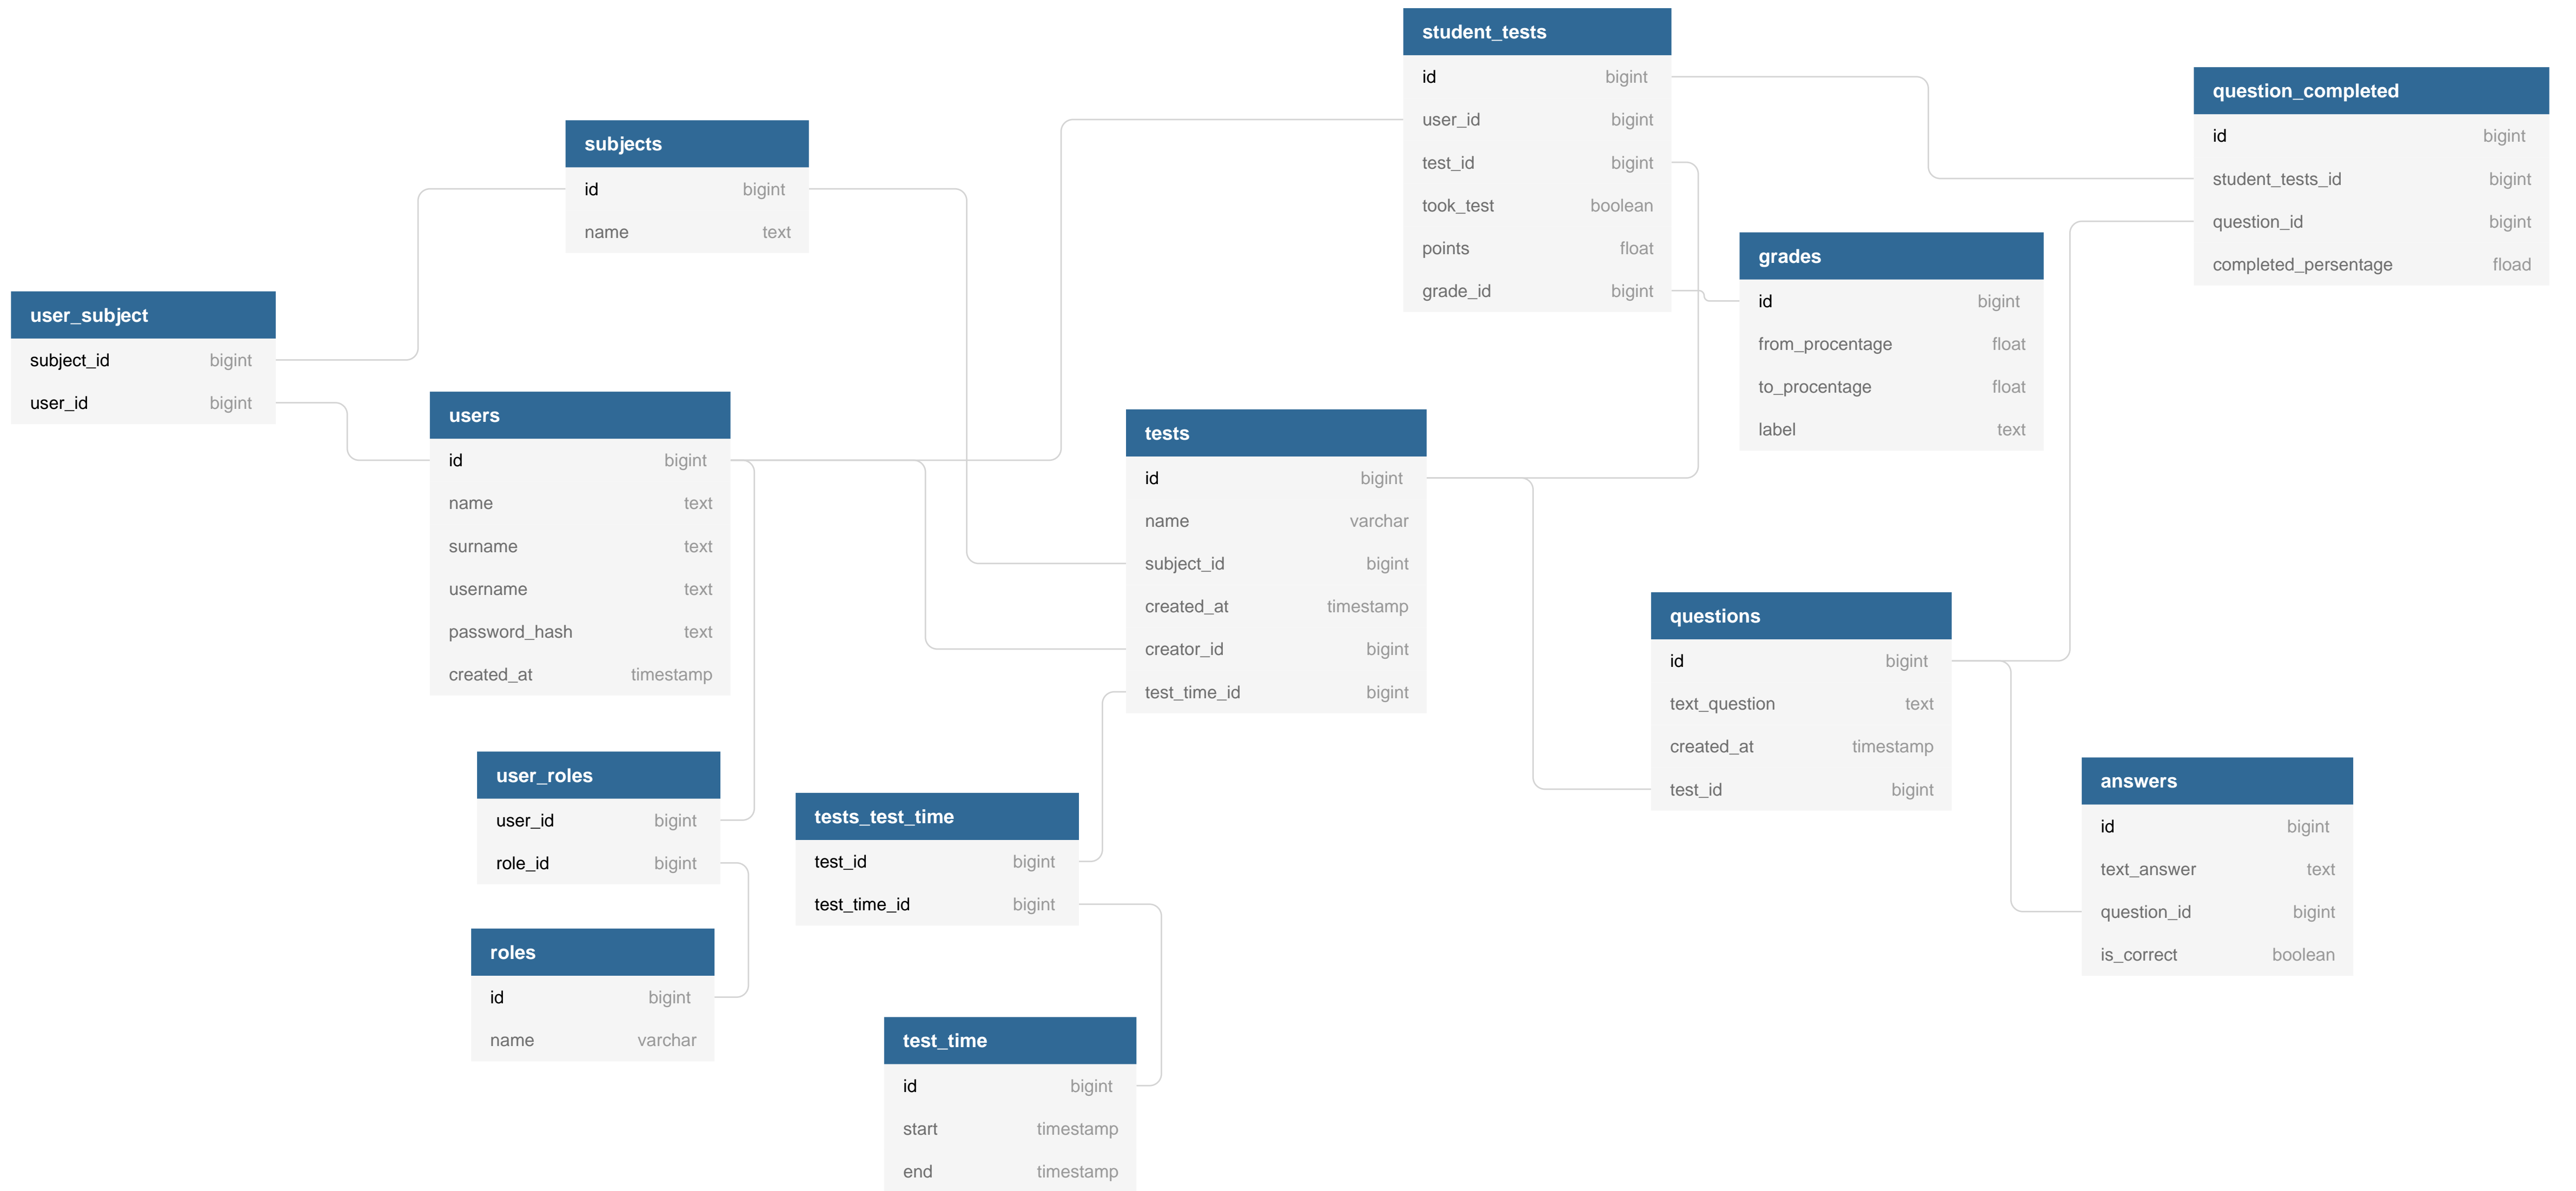 student_tests
id bigint
user_id bigint
test_id bigint
took_test boolean
points float
grade_id bigint
question_completed
id bigint
student_tests_id bigint
question_id bigint
completed_persentage fload
subjects
id bigint
name text
grades
id bigint
from_procentage float
to_procentage float
label text
user_subject
subject_id bigint
user_id bigint
users
id bigint
name text
surname text
username text
password_hash text
created_at timestamp
tests
id bigint
name varchar
subject_id bigint
created_at timestamp
creator_id bigint
test_time_id bigint
questions
id bigint
text_question text
created_at timestamp
test_id bigint
user_roles
user_id bigint
role_id bigint
answers
id bigint
text_answer text
question_id bigint
is_correct boolean
tests_test_time
test_id bigint
test_time_id bigint
roles
id bigint
name varchar
test_time
id bigint
start timestamp
end timestamp